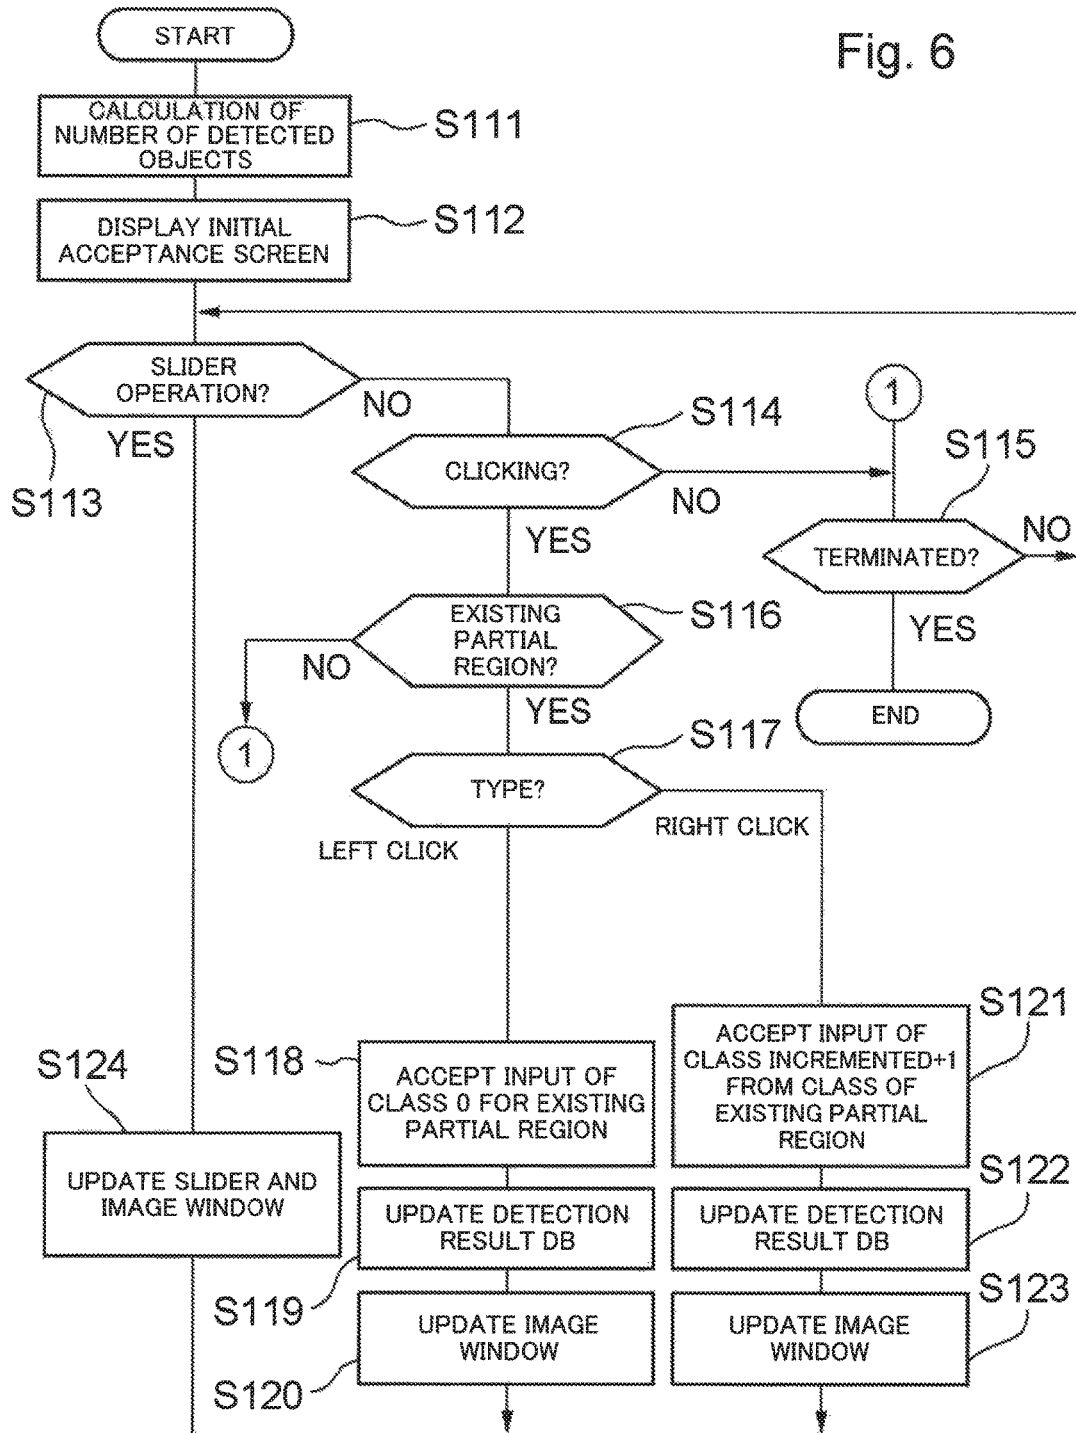 Fig. 6
START
CALCULATION OF
NUMBER OF DETECTED
OBJECTS
S111
DISPLAY INITIAL
ACCEPTANCE SCREEN
S112
SLIDER
OPERATION?
NO
YES
S113
CLICKING?
S114
NO
YES
1
S115
TERMINATED?
NO
YES
END
EXISTING
PARTIAL
REGION?
S116
NO
YES
1
TYPE?
S117
LEFT CLICK
RIGHT CLICK
S118
ACCEPT INPUT OF
CLASS 0 FOR EXISTING
PARTIAL REGION
S121
ACCEPT INPUT OF
CLASS INCREMENTED+1
FROM CLASS OF
EXISTING PARTIAL
REGION
S124
UPDATE SLIDER AND
IMAGE WINDOW
UPDATE DETECTION
RESULT DB
S119
UPDATE DETECTION
RESULT DB
S122
UPDATE IMAGE
WINDOW
S120
UPDATE IMAGE
WINDOW
S123